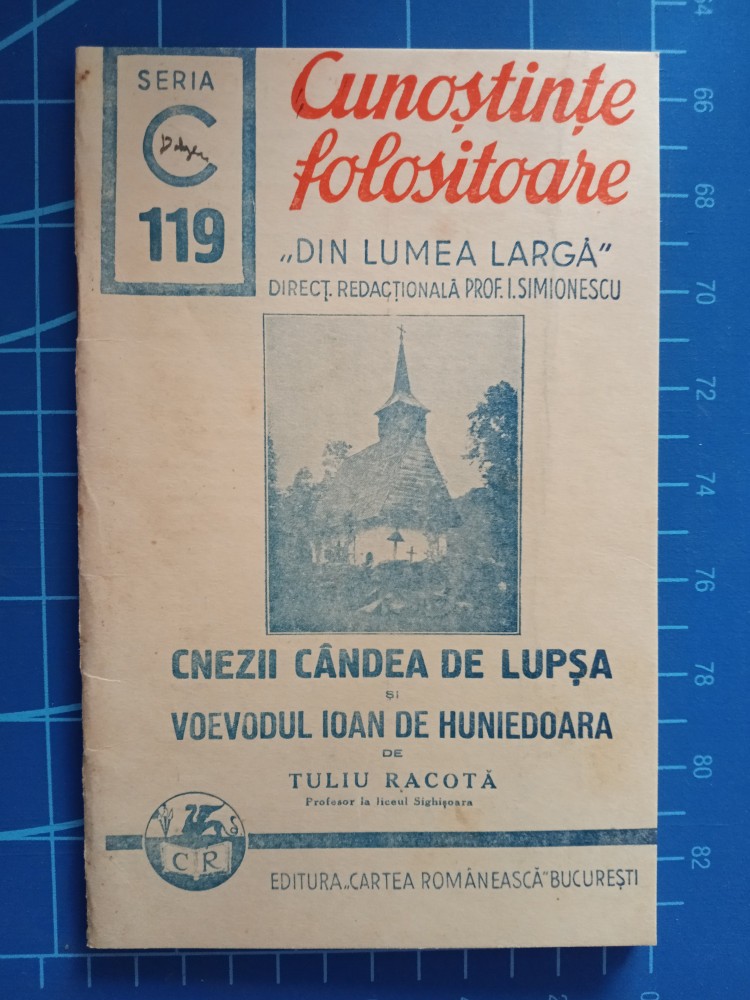 SERIA
C
119
Cunoștințe
folositoare
„DIN LUMEA LARGĂ"
DIRECȚ. REDACȚIONALĂ PROF. I. SIMIONESCU
CNEZII CÂNDEA DE LUPȘA
ȘI
VOEVODUL IOAN DE HUNIEDOARA
DE
TULIU RACOTĂ
Profesor la liceul Sighișoara
C R
EDITURA „CARTEA ROMÂNEASCĂ" BUCUREȘTI
64
66
68
70
72
74
76
78
80
82